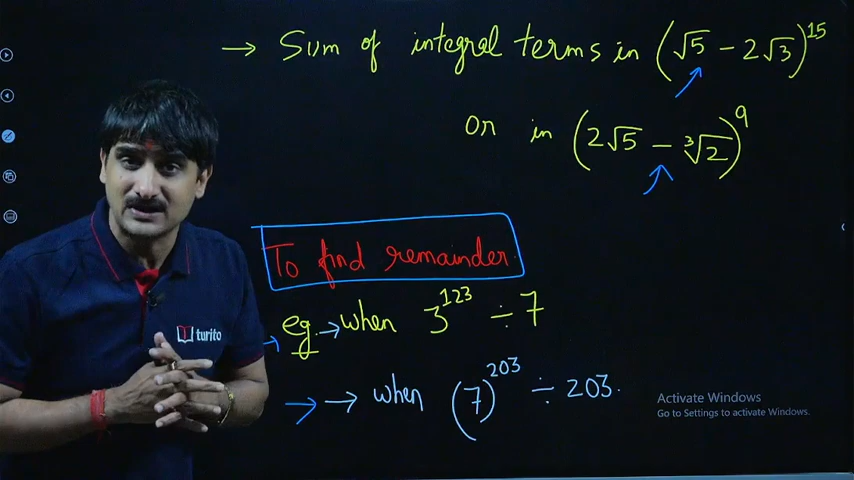 → Sum of integral terms in (√5 − 2√3)^15
or in (2√5 − ∛2)^9
To find remainder
eg. → when 3^123 ÷ 7
→ when (7)^203 ÷ 203.
turito
Activate Windows
Go to Settings to activate Windows.